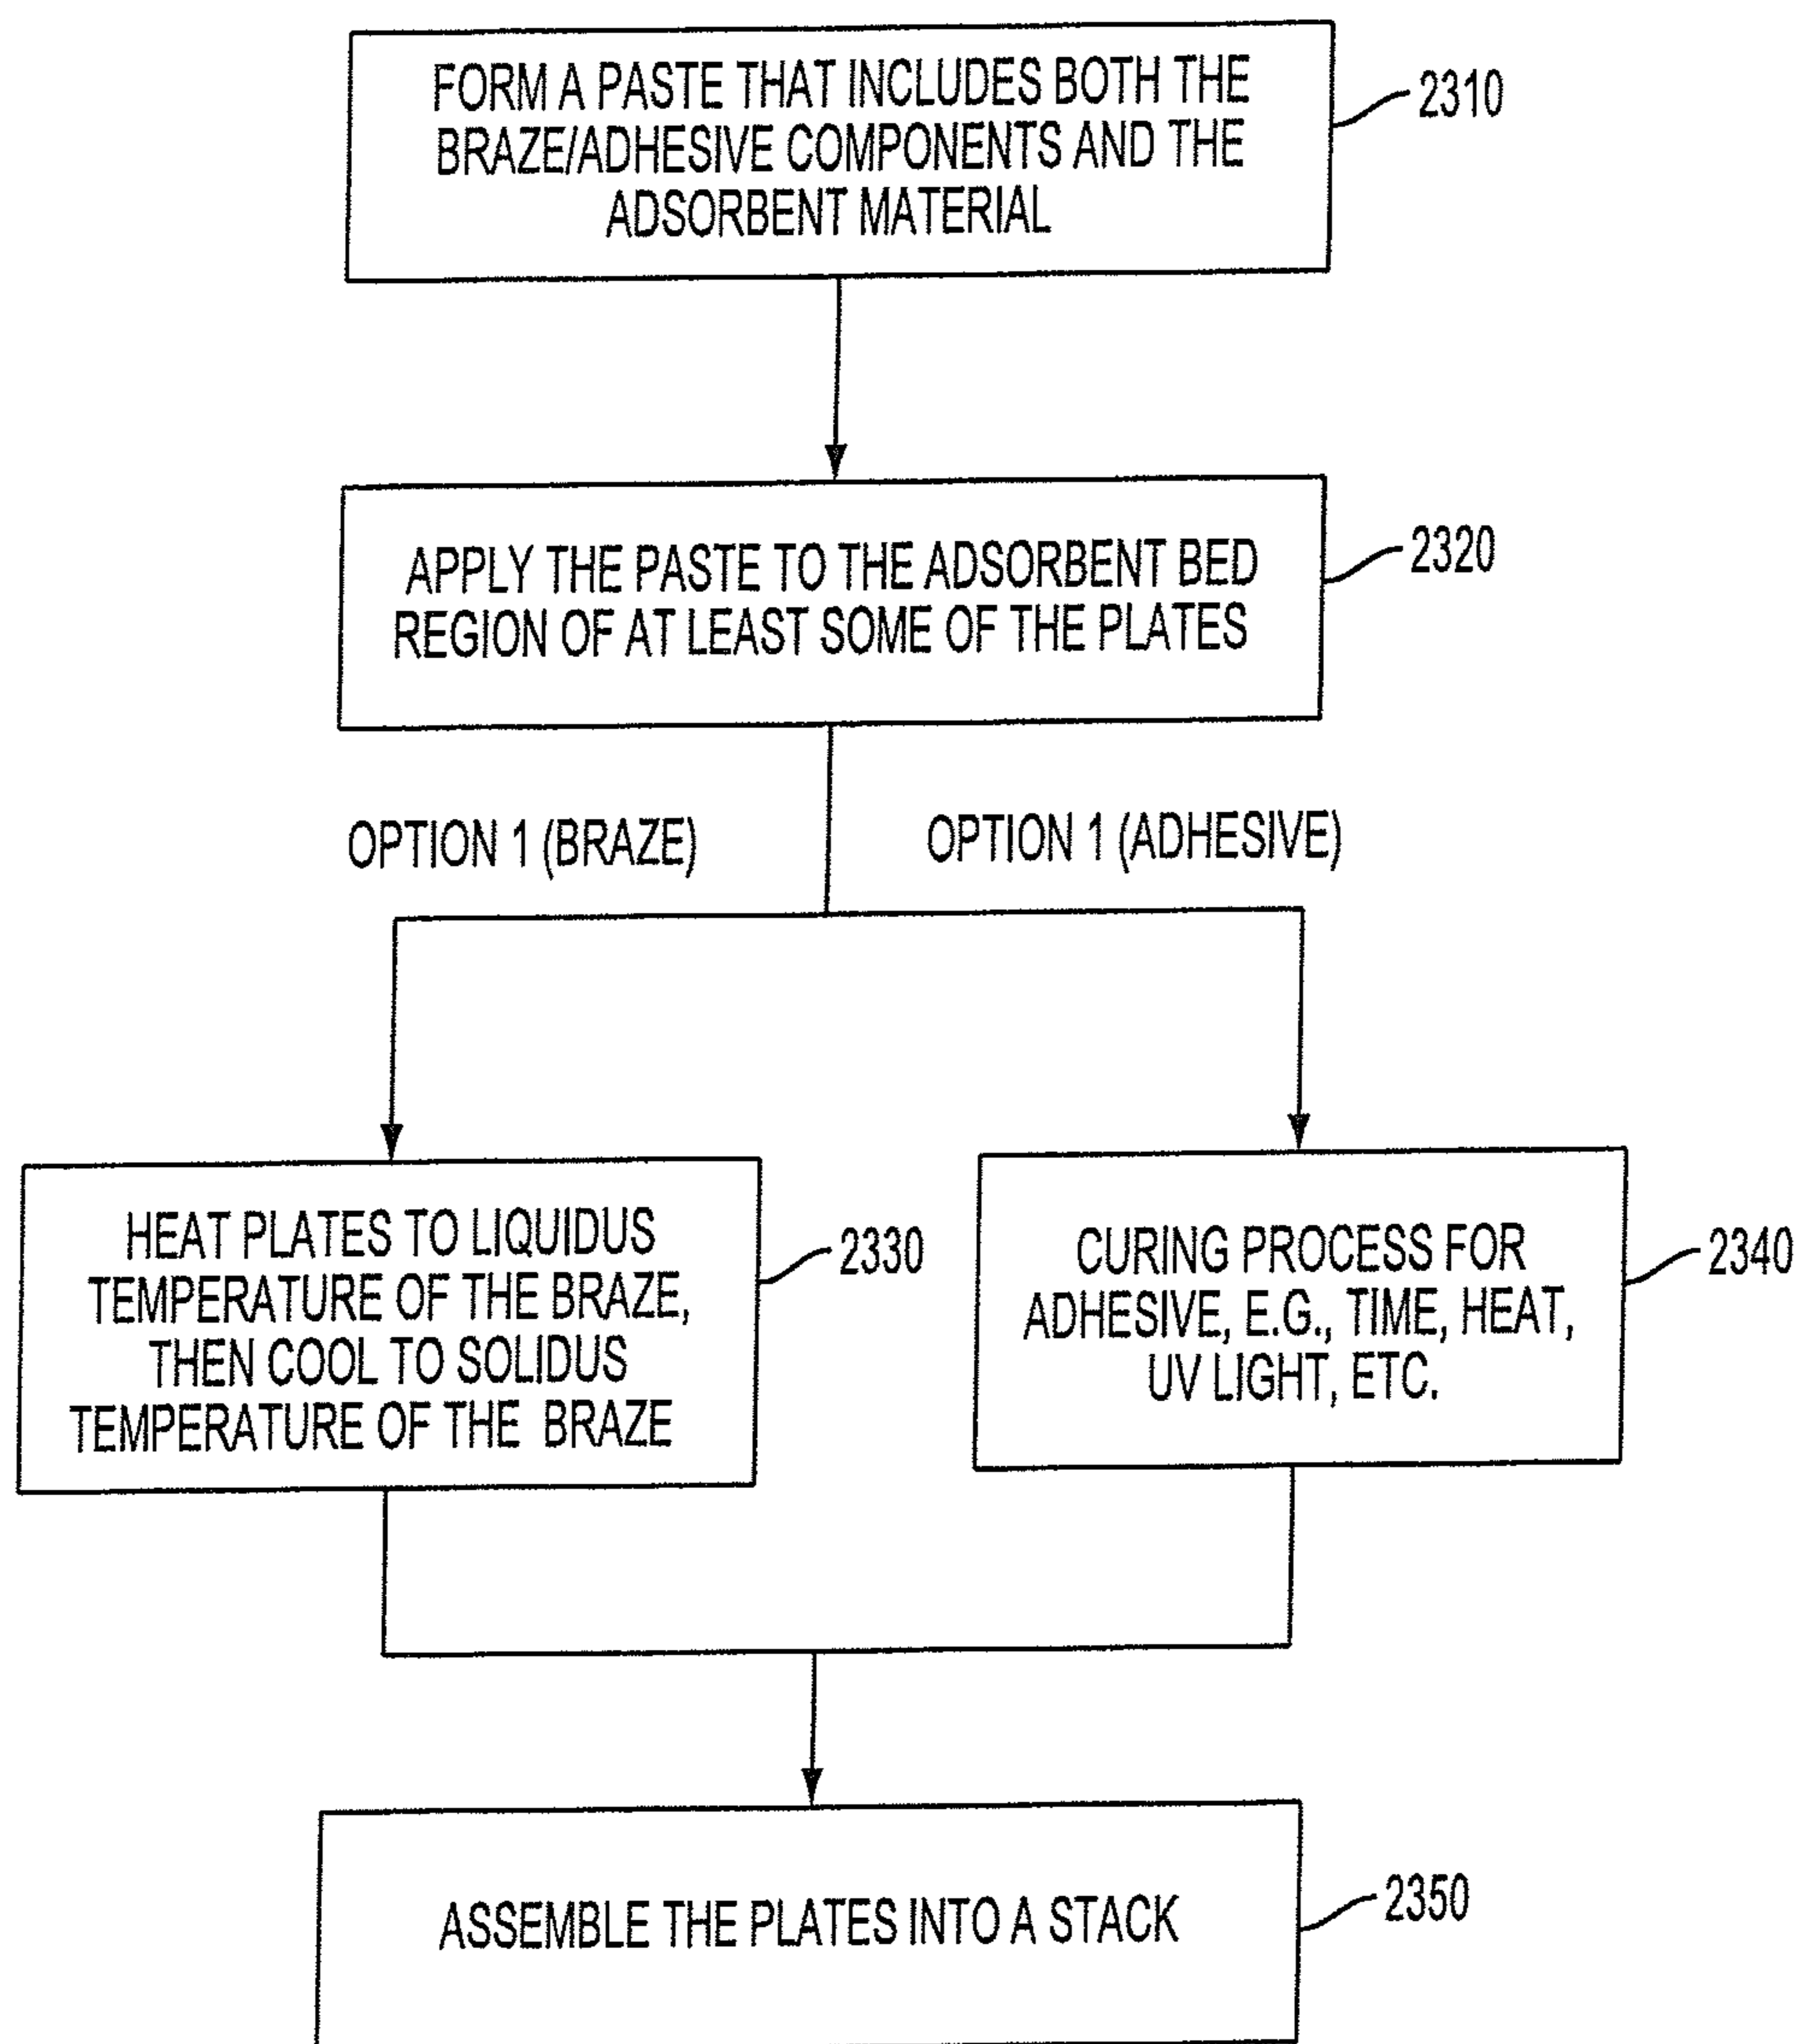 FORM A PASTE THAT INCLUDES BOTH THE
BRAZE/ADHESIVE COMPONENTS AND THE
ADSORBENT MATERIAL
2310
APPLY THE PASTE TO THE ADSORBENT BED
REGION OF AT LEAST SOME OF THE PLATES
2320
OPTION 1 (BRAZE)
OPTION 1 (ADHESIVE)
HEAT PLATES TO LIQUIDUS
TEMPERATURE OF THE BRAZE,
THEN COOL TO SOLIDUS
TEMPERATURE OF THE BRAZE
2330
CURING PROCESS FOR
ADHESIVE, E.G., TIME, HEAT,
UV LIGHT, ETC.
2340
ASSEMBLE THE PLATES INTO A STACK
2350